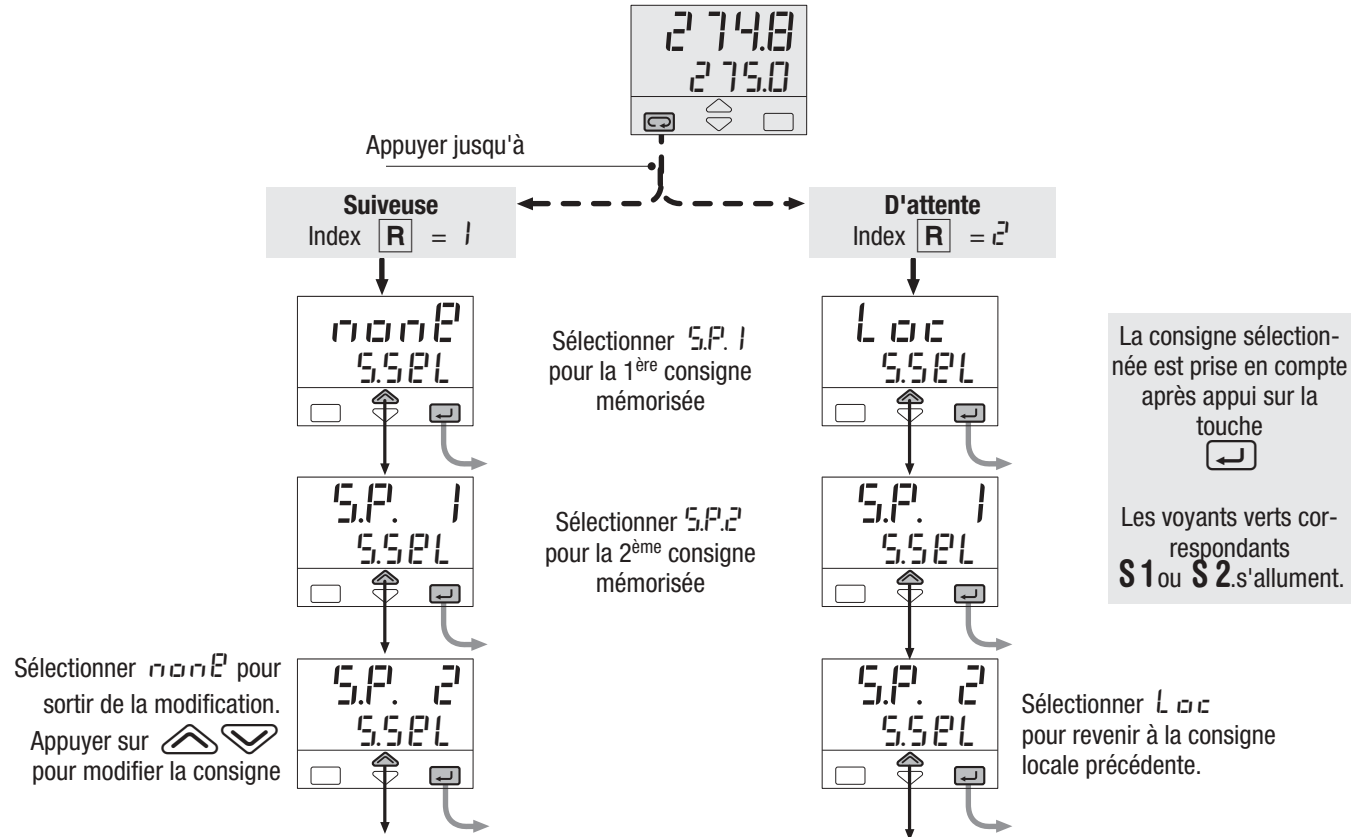 274.8
275.0
Appuyer jusqu'à
Suiveuse
Index R = 1
D'attente
Index R = 2
nonE
S.SEL
Sélectionner S.P. 1
pour la 1ère consigne
mémorisée
Loc
S.SEL
La consigne sélection-
née est prise en compte
après appui sur la
touche
Les voyants verts cor-
respondants
S 1 ou S 2.s'allument.
S.P. 1
S.SEL
Sélectionner S.P.2
pour la 2ème consigne
mémorisée
S.P. 1
S.SEL
Sélectionner nonE pour
sortir de la modification.
Appuyer sur
pour modifier la consigne
S.P. 2
S.SEL
S.P. 2
S.SEL
Sélectionner Loc
pour revenir à la consigne
locale précédente.